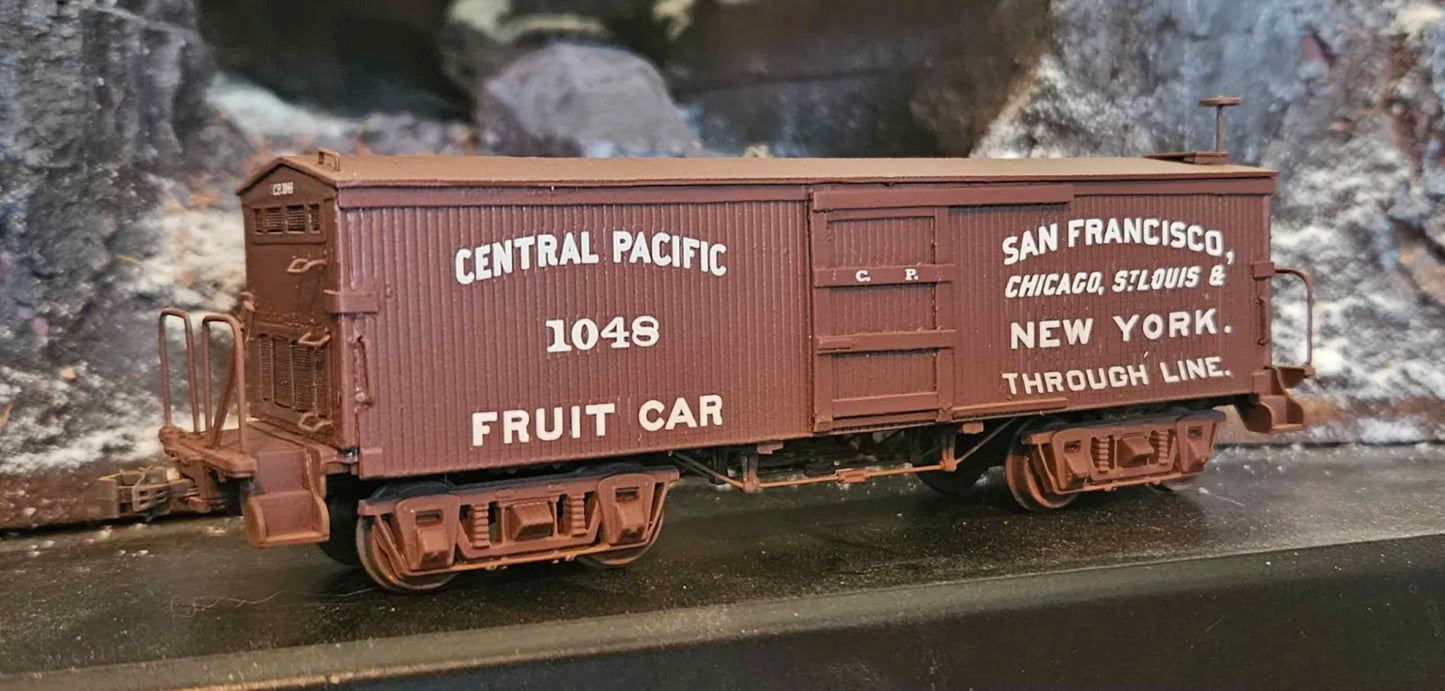 CENTRAL PACIFIC
1048
FRUIT CAR
C. P.
SAN FRANCISCO,
CHICAGO, ST LOUIS &
NEW YORK.
THROUGH LINE.